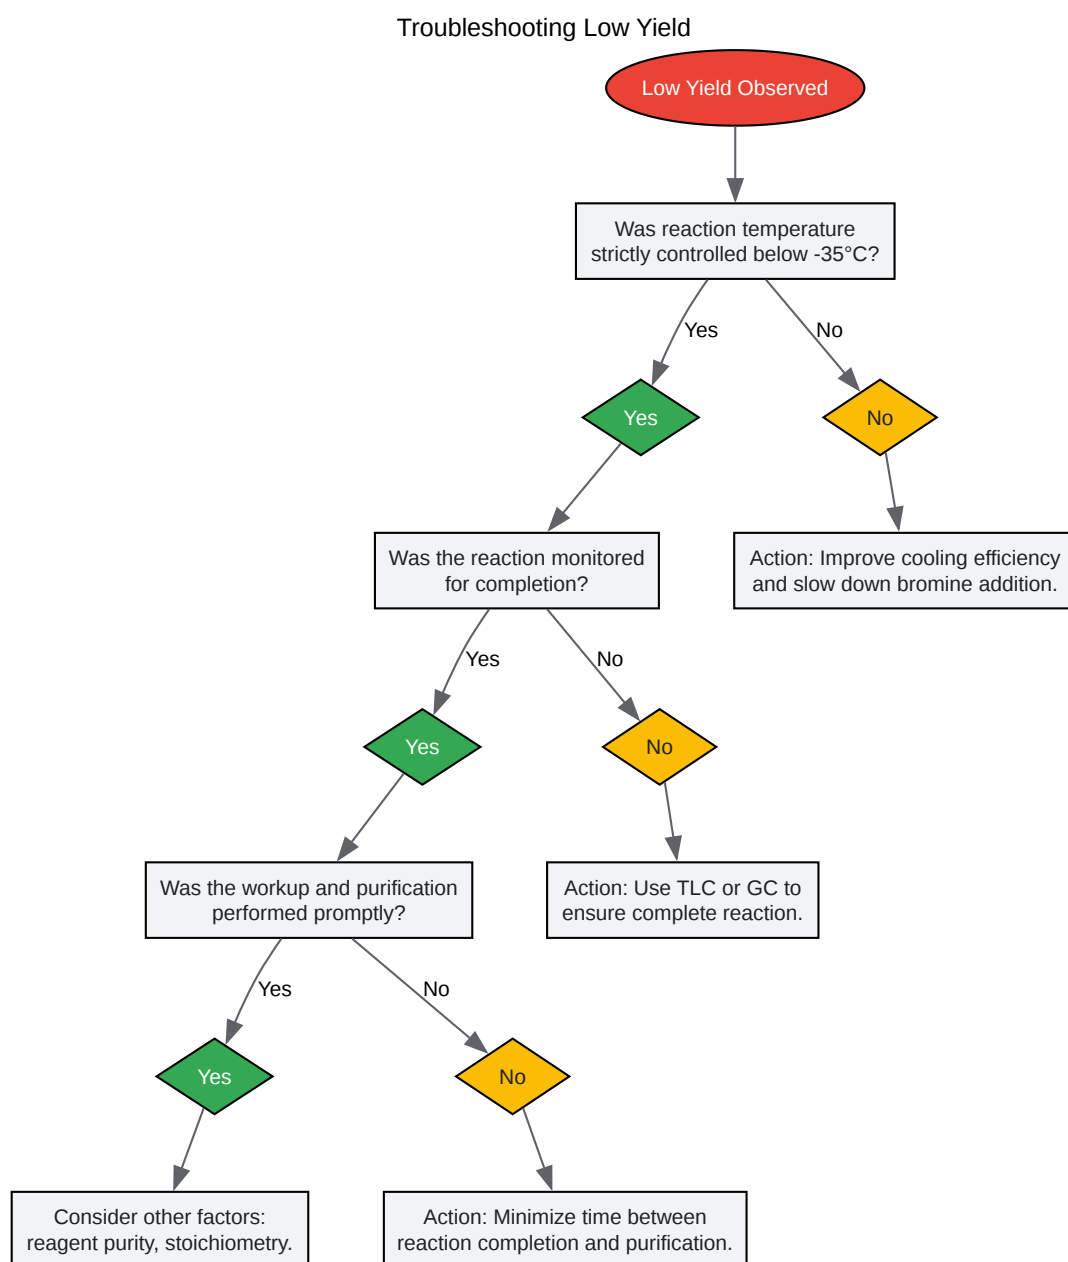 Troubleshooting Low Yield
Low Yield Observed
Was reaction temperature
strictly controlled below -35°C?
Yes
No
Yes
No
Was the reaction monitored
for completion?
Action: Improve cooling efficiency
and slow down bromine addition.
Yes
No
Yes
No
Was the workup and purification
performed promptly?
Action: Use TLC or GC to
ensure complete reaction.
Yes
No
Yes
No
Consider other factors:
reagent purity, stoichiometry.
Action: Minimize time between
reaction completion and purification.